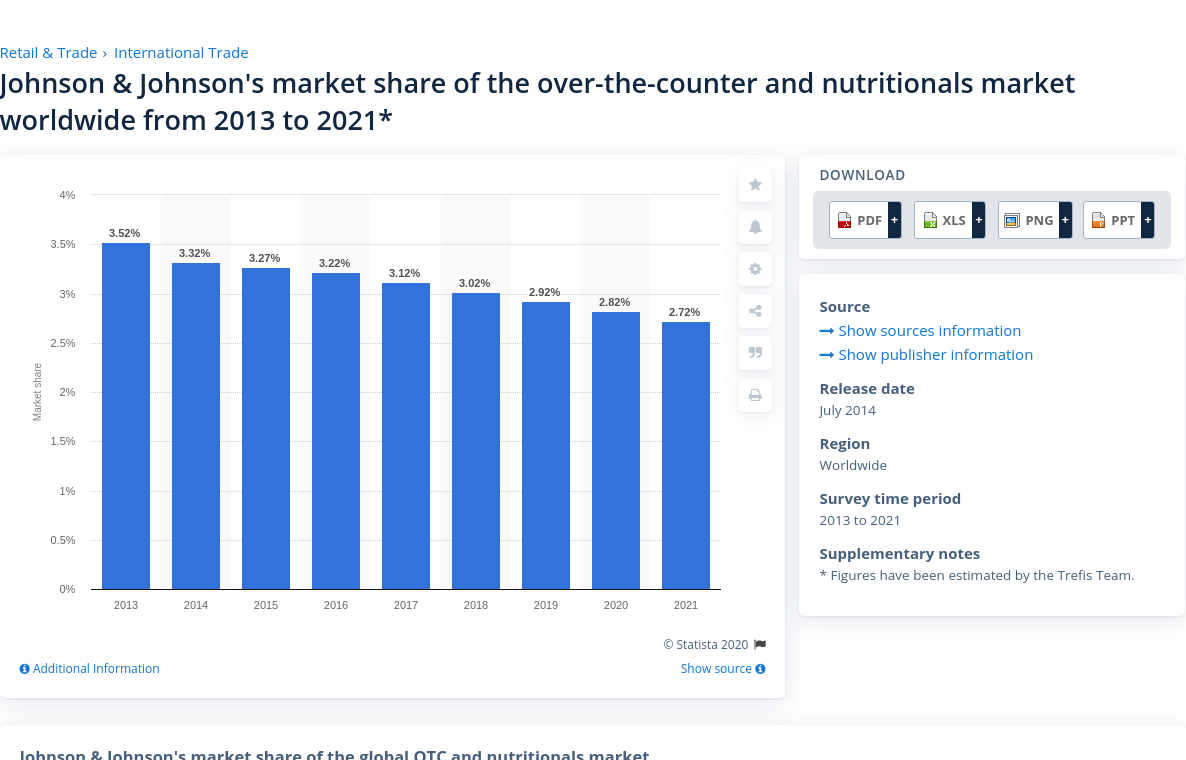 Retail & Trade › International Trade
Johnson & Johnson's market share of the over-the-counter and nutritionals market
worldwide from 2013 to 2021*
4%
3.5%
3%
2.5%
2%
1.5%
1%
0.5%
0%
Market share
3.52%
3.32%
3.27%
3.22%
3.12%
3.02%
2.92%
2.82%
2.72%
2013 2014 2015 2016 2017 2018 2019 2020 2021
© Statista 2020
Additional Information
Show source
DOWNLOAD
PDF + XLS + PNG + PPT +
Source
Show sources information
Show publisher information
Release date
July 2014
Region
Worldwide
Survey time period
2013 to 2021
Supplementary notes
* Figures have been estimated by the Trefis Team.
Johnson & Johnson's market share of the global OTC and nutritionals market